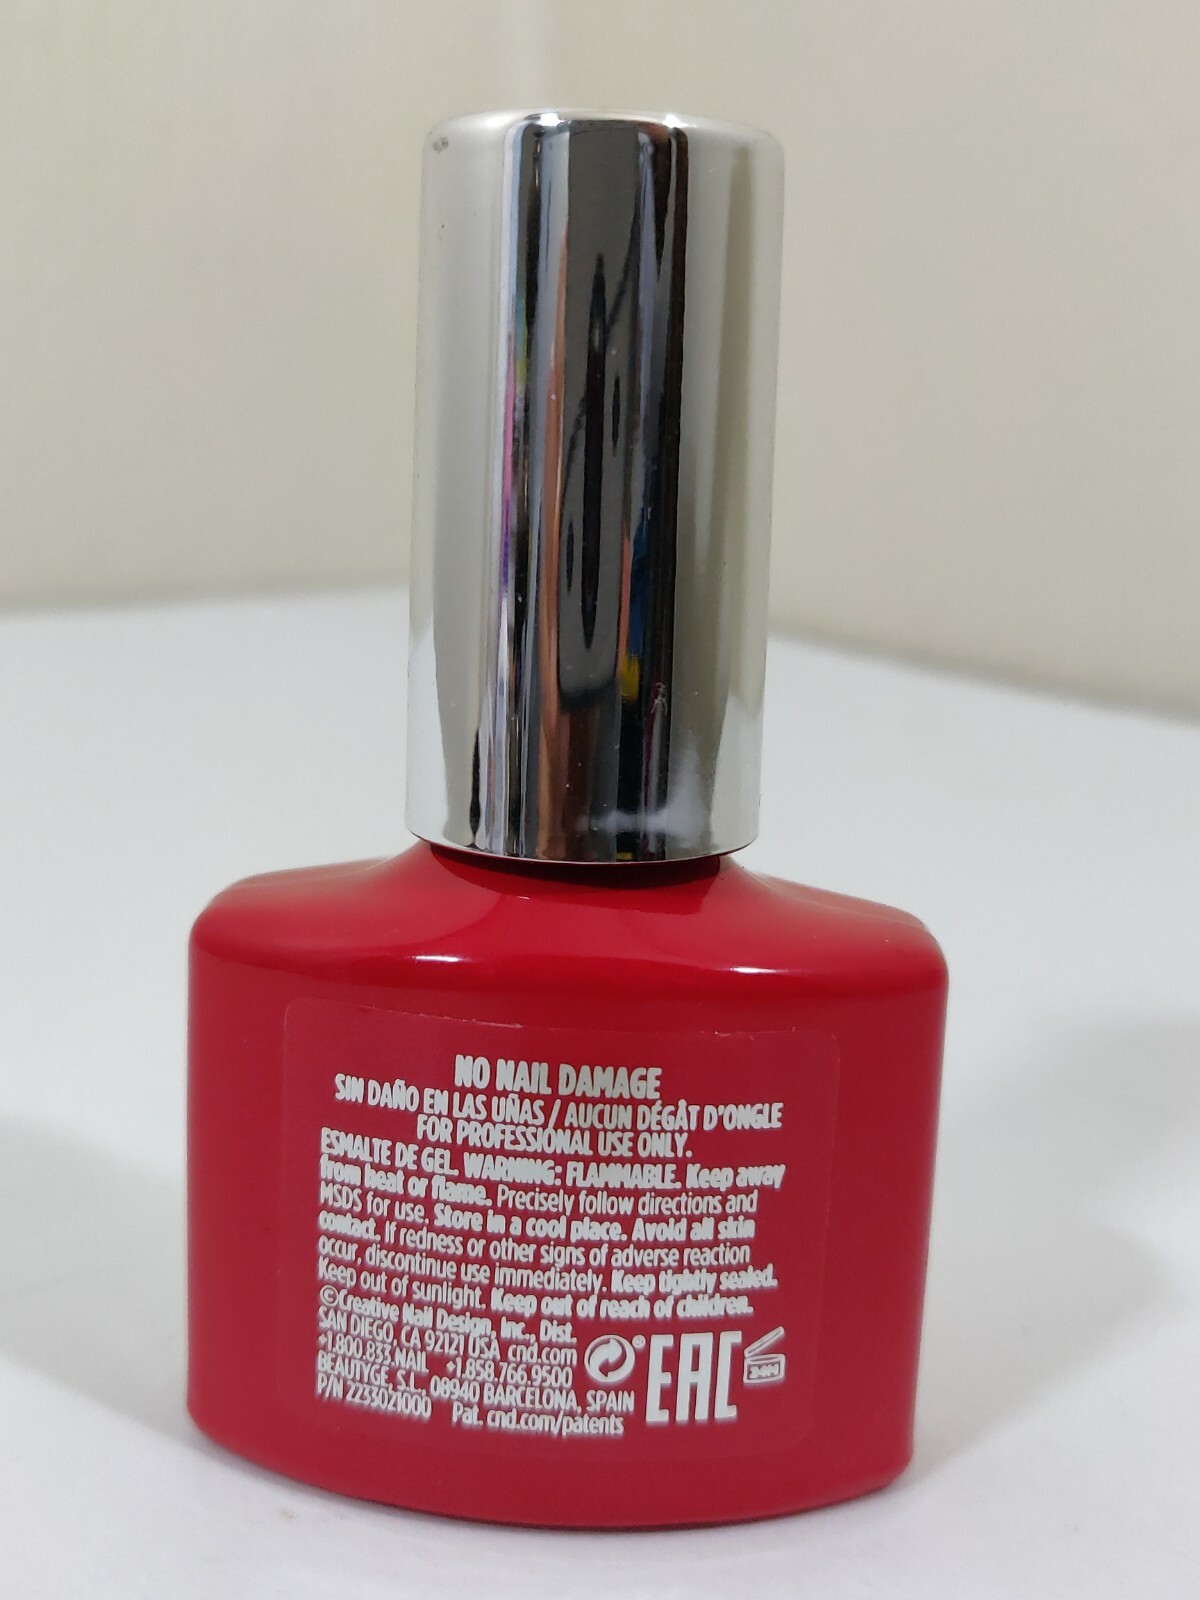 NO NAIL DAMAGE
SIN DAÑO EN LAS UÑAS / AUCUN DÉGÂT D'ONGLE
FOR PROFESSIONAL USE ONLY.
ESMALTE DE GEL. WARNING: FLAMMABLE. Keep away
from heat or flame. Precisely follow directions and
MSDS for use. Store in a cool place. Avoid all skin
contact. If redness or other signs of adverse reaction
occur, discontinue use immediately. Keep tightly sealed.
Keep out of sunlight. Keep out of reach of children.
©Creative Nail Design, Inc., Dist.
SAN DIEGO, CA 92121 USA cnd.com
+1.800.833.NAIL +1.858.766.9500
BEAUTYGE, S.L., 08940 BARCELONA, SPAIN
P/N 2233021000 Pat. cnd.com/patents
EAC
24M